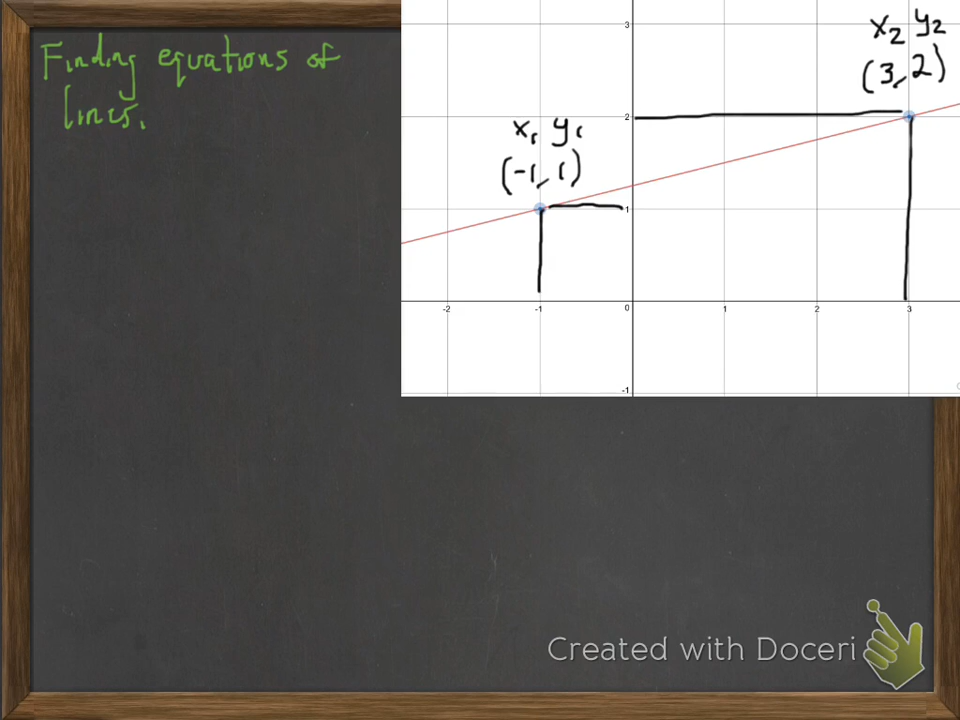 Finding equations of
lines.
x₂ y₂
(3, 2)
x₁ y₁
(-1, 1)
3
2
1
-2 -1 0 1 2 3
-1
Created with Doceri